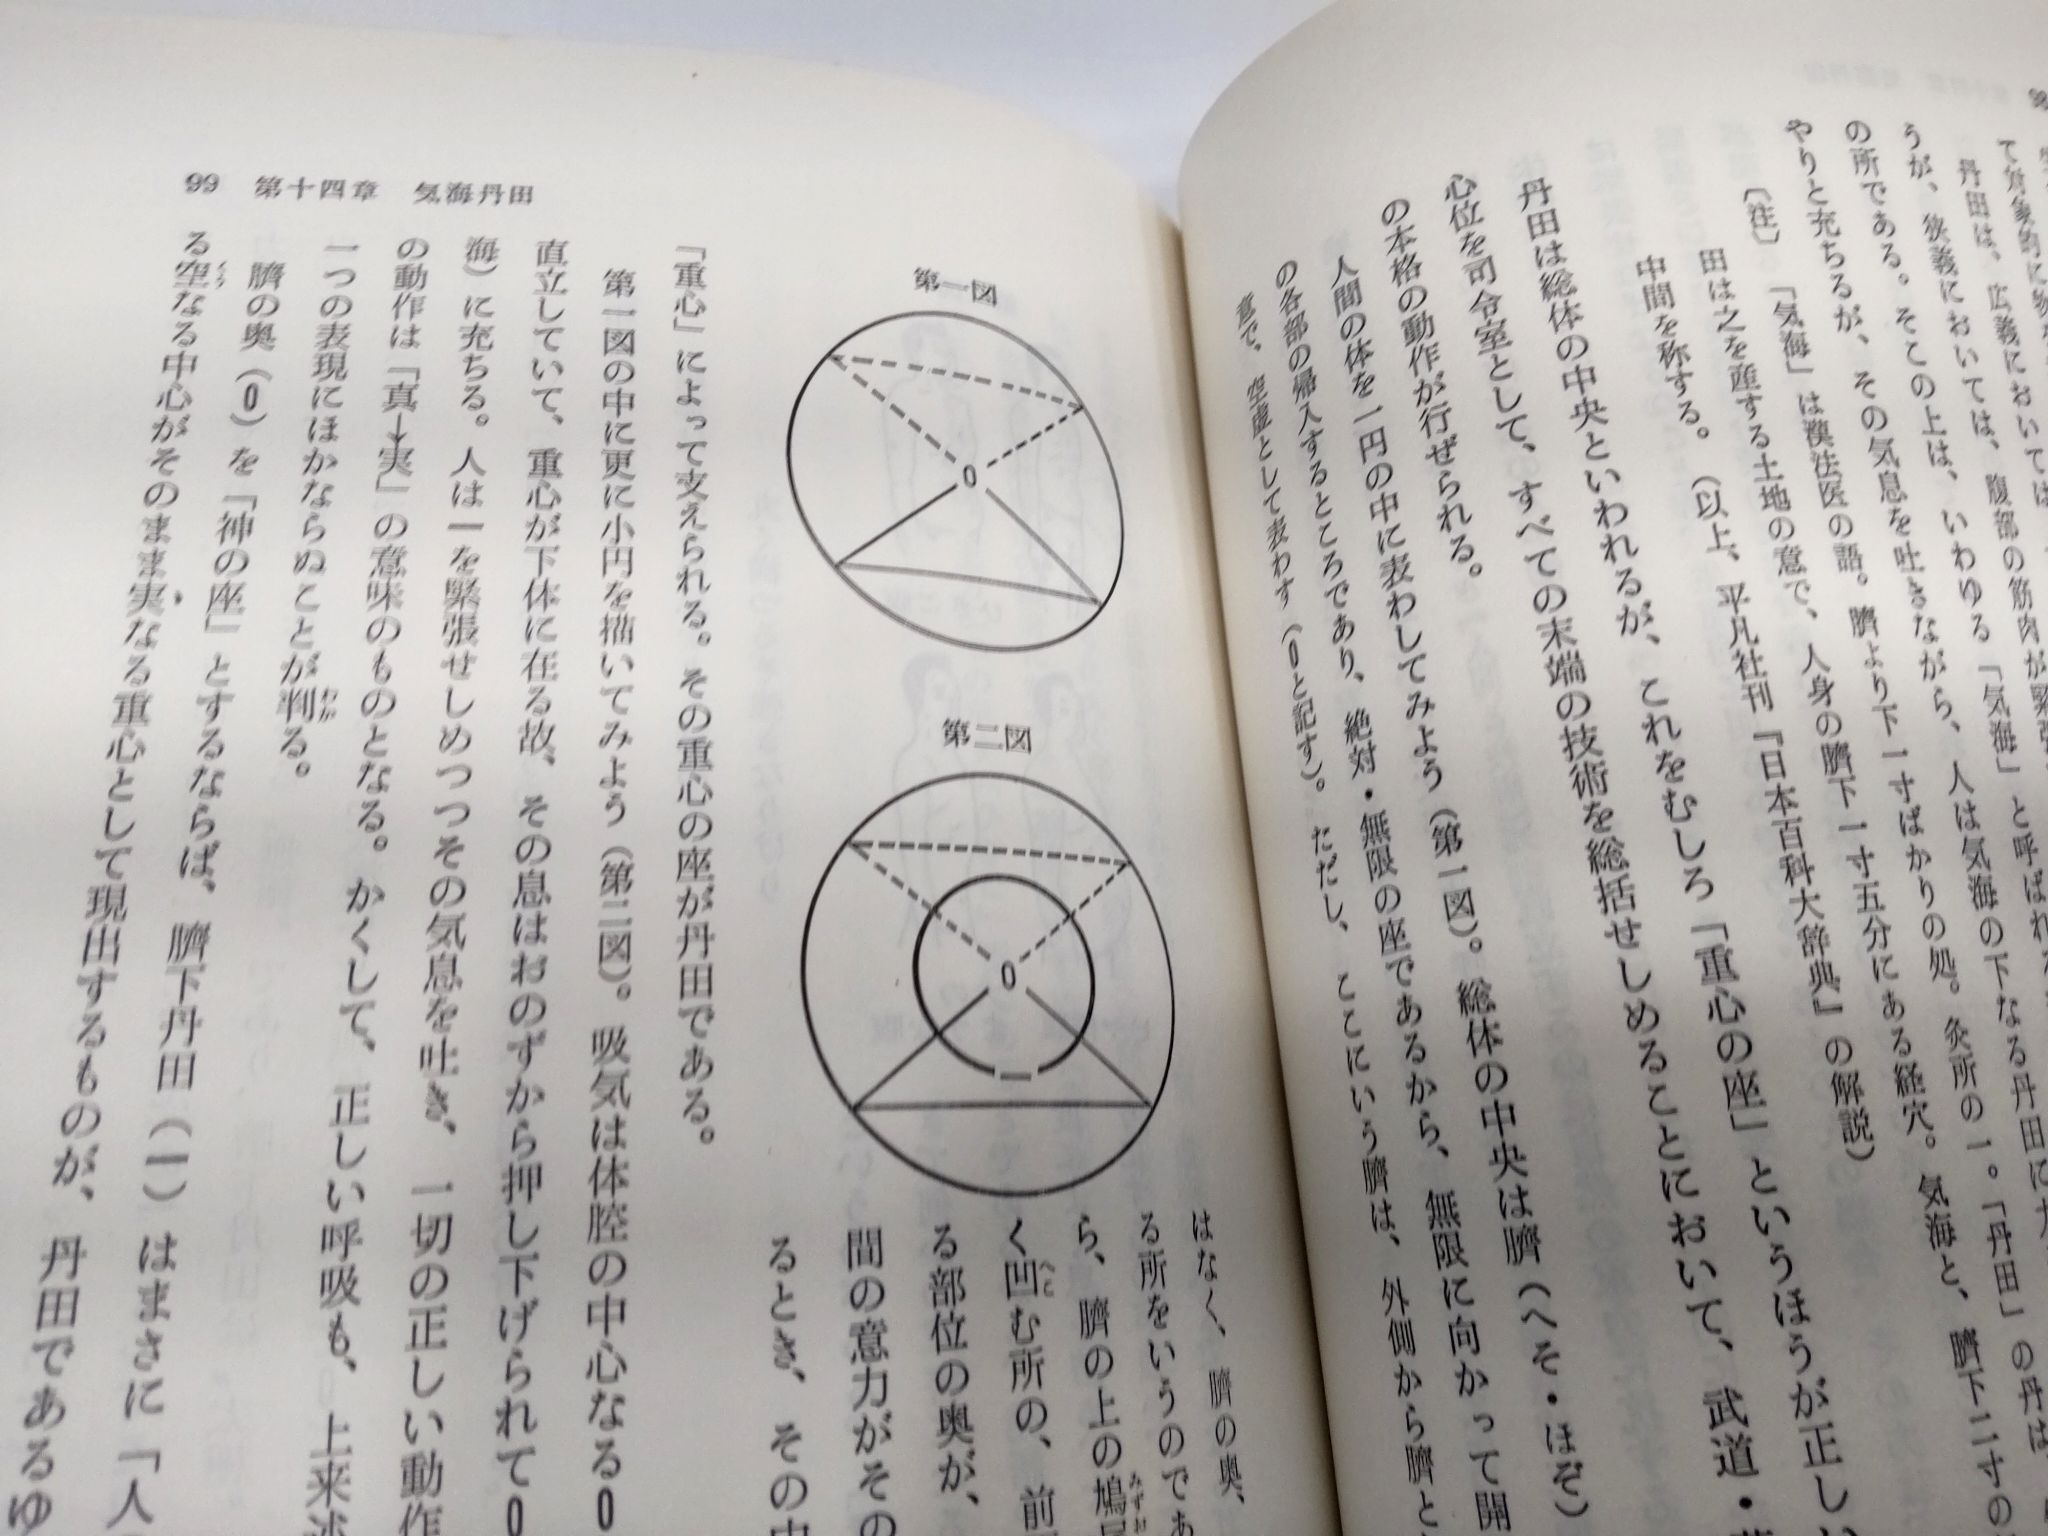 て対象的に
丹田は、広義においては、腹部の筋肉が緊張
うが、狭義においては、いわゆる「気海」と呼ばれ
の所である。そこの上は、人は気海の下なる丹田に
やりと充ちるが、その気息を吐きながら、
〔註〕「気海」は漢法医の語。臍より下一寸ばかりの処。灸所の一。「丹田」の丹は
田は之を産する土地の意で、人身の臍下一寸五分にある経穴。気海と、臍下二寸の
中間を称する。(以上、平凡社刊『日本百科大辞典』の解説)
丹田は総体の中央といわれるが、これをむしろ「重心の座」というほうが正し
心位を司令室として、すべての末端の技術を総括せしめることにおいて、武道・
の本格の動作が行ぜられる。
人間の体を一円の中に表わしてみよう(第一図)。総体の中央は臍(へそ・ほぞ)
の各部の帰入するところであり、絶対・無限の座であるから、無限に向かって開
意で、空虚として表わす(0と記す)。ただし、ここにいう臍は、外側から臍と
はなく、臍の奥、
る所をいうのであ
ら、臍の上の鳩尾
く凹む所の、前
る部位の奥が、
間の意力がその
るとき、その中
第一図
0
第二図
0
一
「重心」によって支えられる。その重心の座が丹田である。
第一図の中に更に小円を描いてみよう(第二図)。吸気は体腔の中心なる0
直立していて、重心が下体に在る故、その息はおのずから押し下げられて0
海)に充ちる。人は一を緊張せしめつつその気息を吐き、一切の正しい動作
の動作は「真→実」の意味のものとなる。かくして、正しい呼吸も、上来
一つの表現にほかならぬことが判る。
臍の奥(0)を「神の座」とするならば、臍下丹田(一)はまさに「人
る空なる中心がそのまま実なる重心として現出するものが、丹田であるゆ
99 第十四章 気海丹田